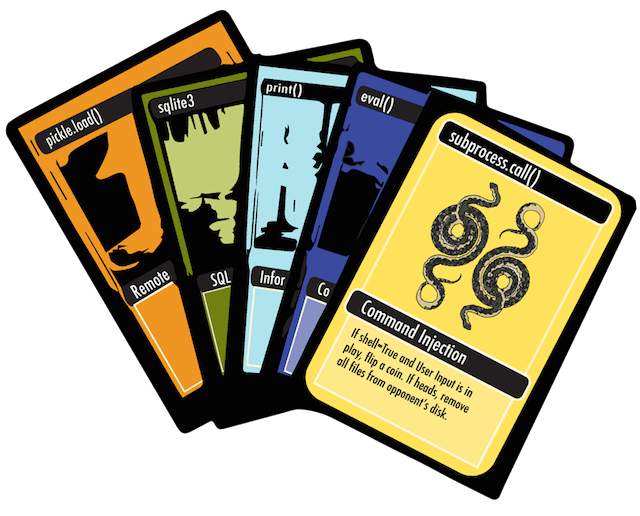 pickle.load()
Remote
sqlite3
SQL
print()
Infor
eval()
Co
subprocess.call()
Command Injection
If shell=True and User Input is in
play, flip a coin. If heads, remove
all files from opponent's disk.